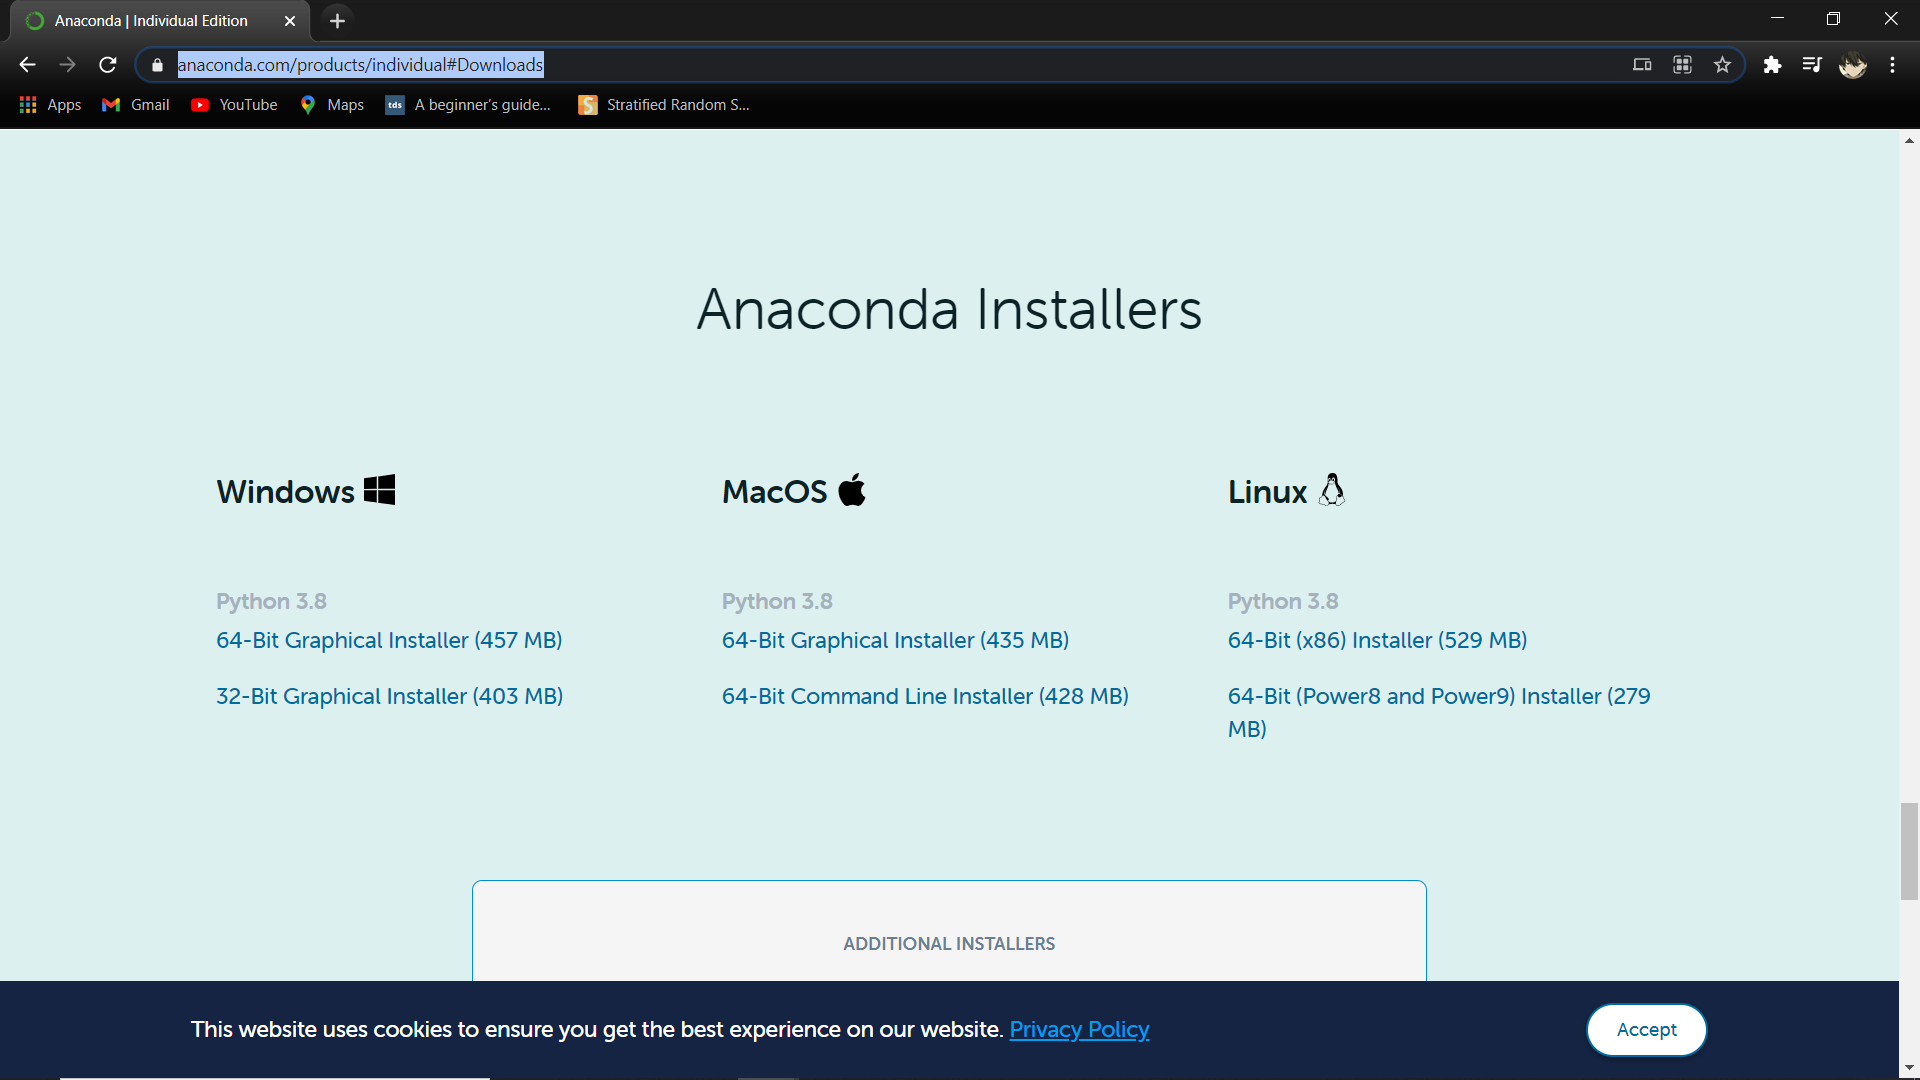 Anaconda | Individual Edition
anaconda.com/products/individual#Downloads
Apps Gmail YouTube Maps tds A beginner's guide... S Stratified Random S...
Anaconda Installers
Windows
Python 3.8
64-Bit Graphical Installer (457 MB)
32-Bit Graphical Installer (403 MB)
MacOS
Python 3.8
64-Bit Graphical Installer (435 MB)
64-Bit Command Line Installer (428 MB)
Linux
Python 3.8
64-Bit (x86) Installer (529 MB)
64-Bit (Power8 and Power9) Installer (279
MB)
ADDITIONAL INSTALLERS
This website uses cookies to ensure you get the best experience on our website. Privacy Policy
Accept